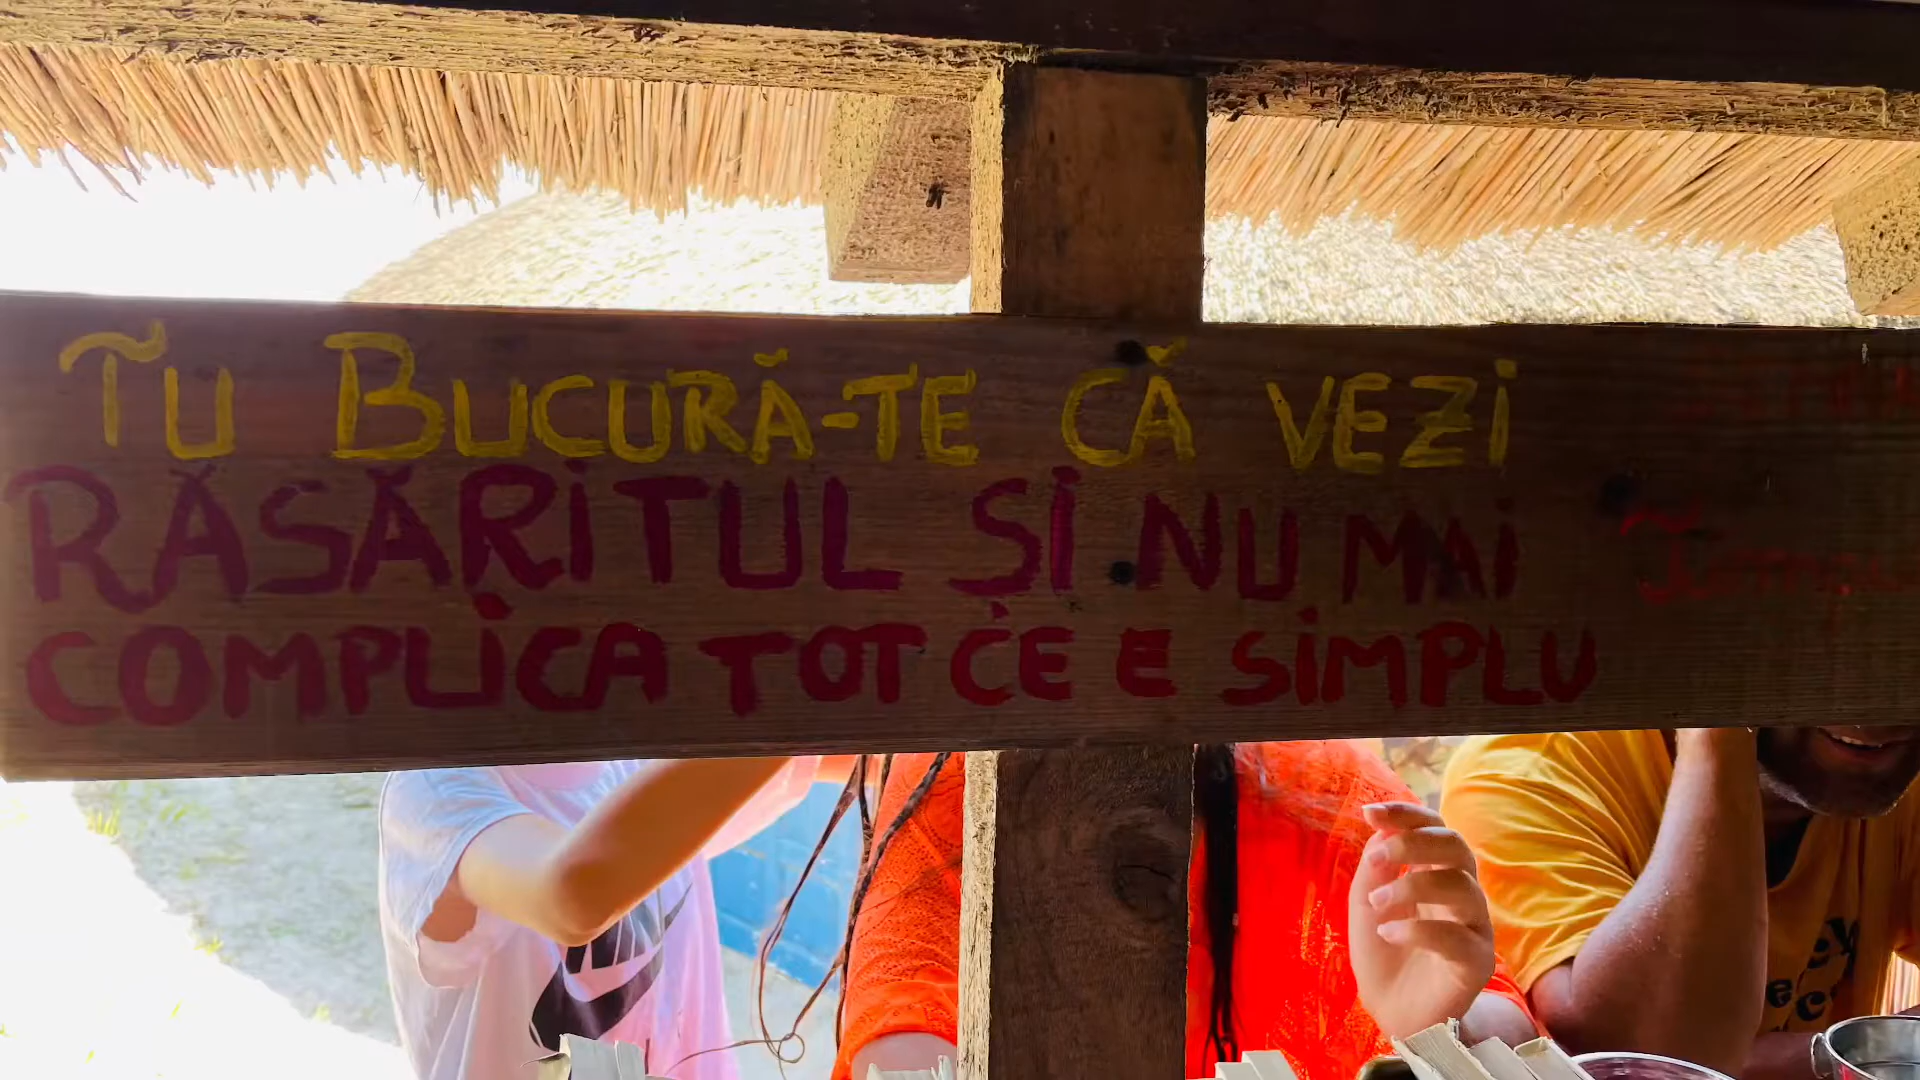 TU BUCURĂ-TE CĂ VEZI
RĂSĂRITUL ȘI NU MAI
COMPLICA TOT CE E SIMPLU